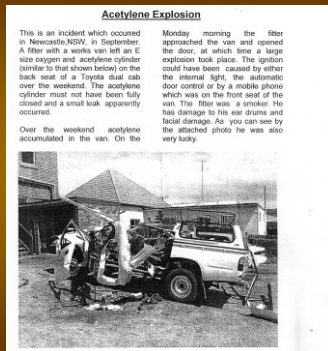 Acetylene Explosion
This is an incident which occurred
in Newcastle,NSW, in September.
A fitter with a works van left an E
size oxygen and acetylene cylinder
(similar to that shown below) on the
back seat of a Toyota dual cab
over the weekend. The acetylene
cylinder must not have been fully
closed and a small leak apparently
occurred.
Over the weekend acetylene
accumulated in the van. On the
Monday morning the fitter
approached the van and opened
the door, at which time a large
explosion took place. The ignition
could have been caused by either
the internal light, the automatic
door control or by a mobile phone
which was on the front seat of the
van. The fitter was a smoker. He
has damage to his ear drums and
facial damage. As you can see by
the attached photo he was also
very lucky.